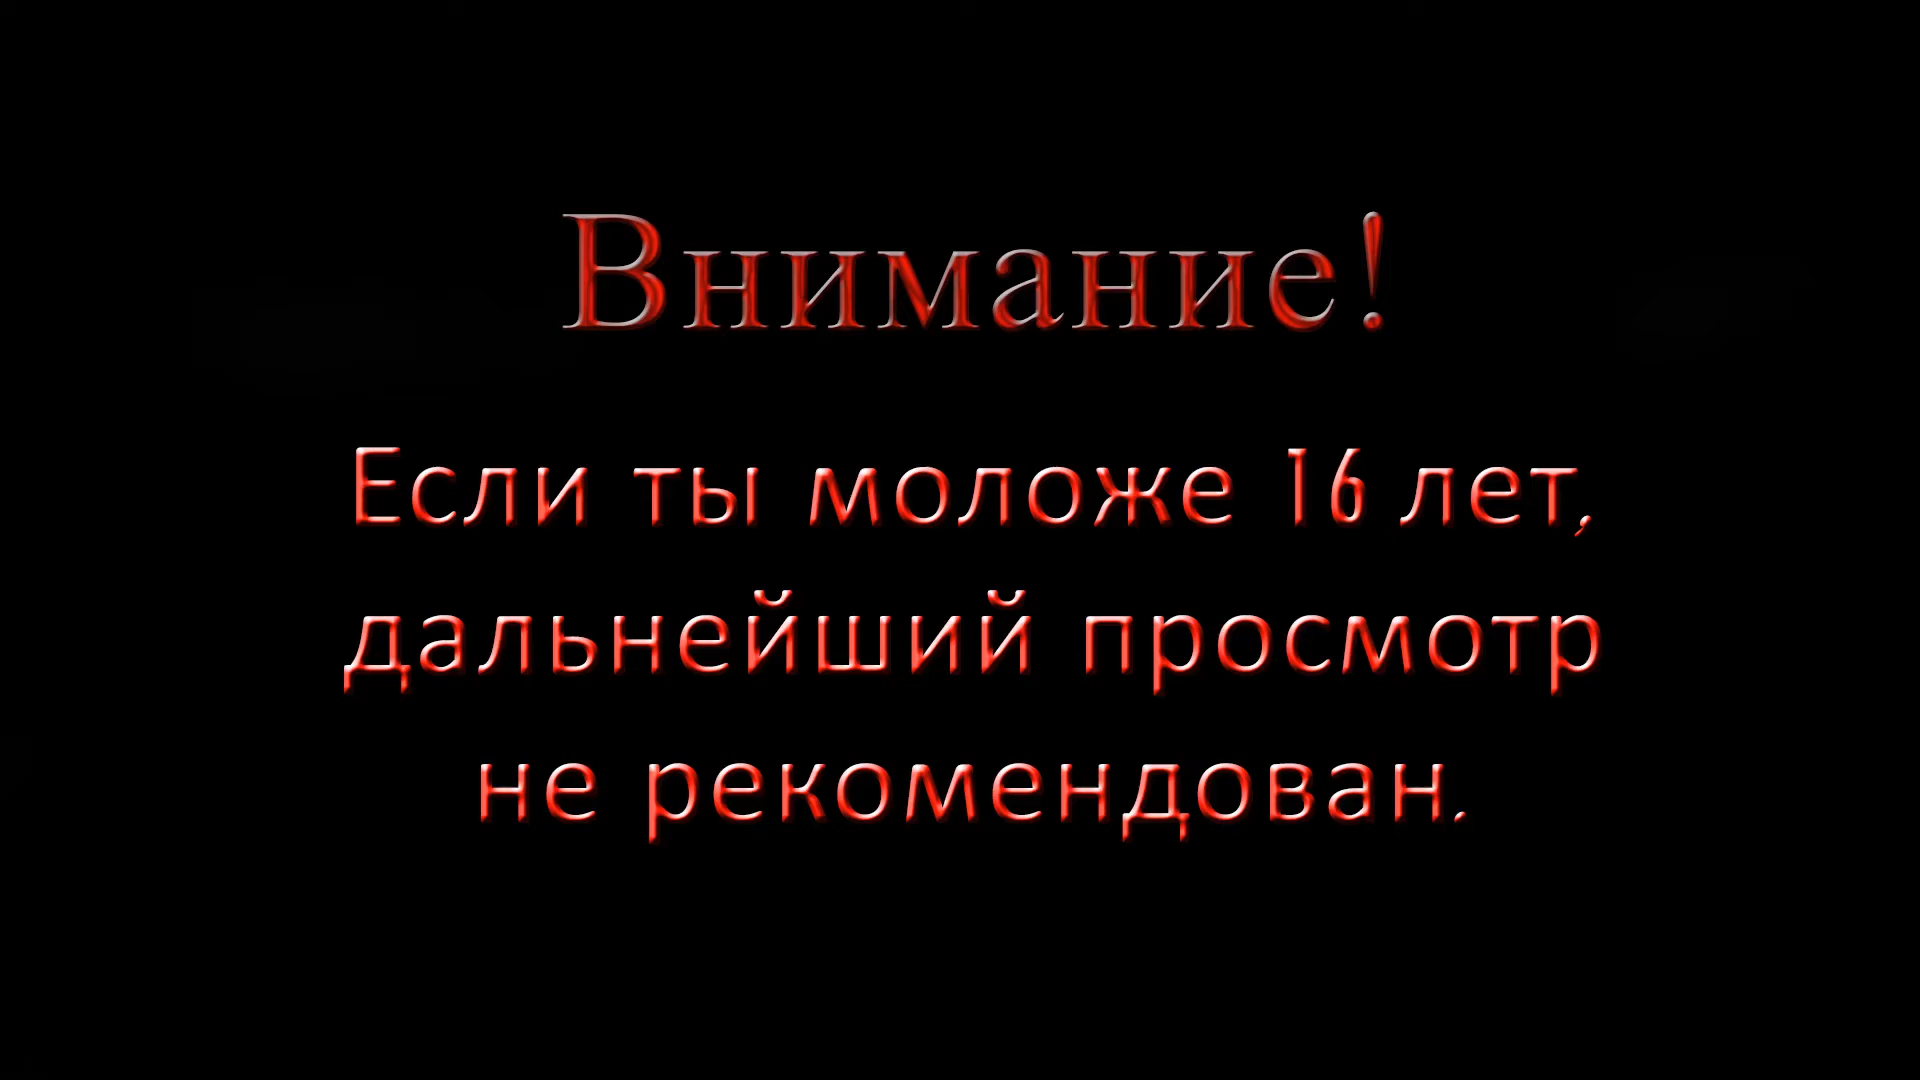 Внимание!
Если ты моложе 16 лет,
дальнейший просмотр
не рекомендован.